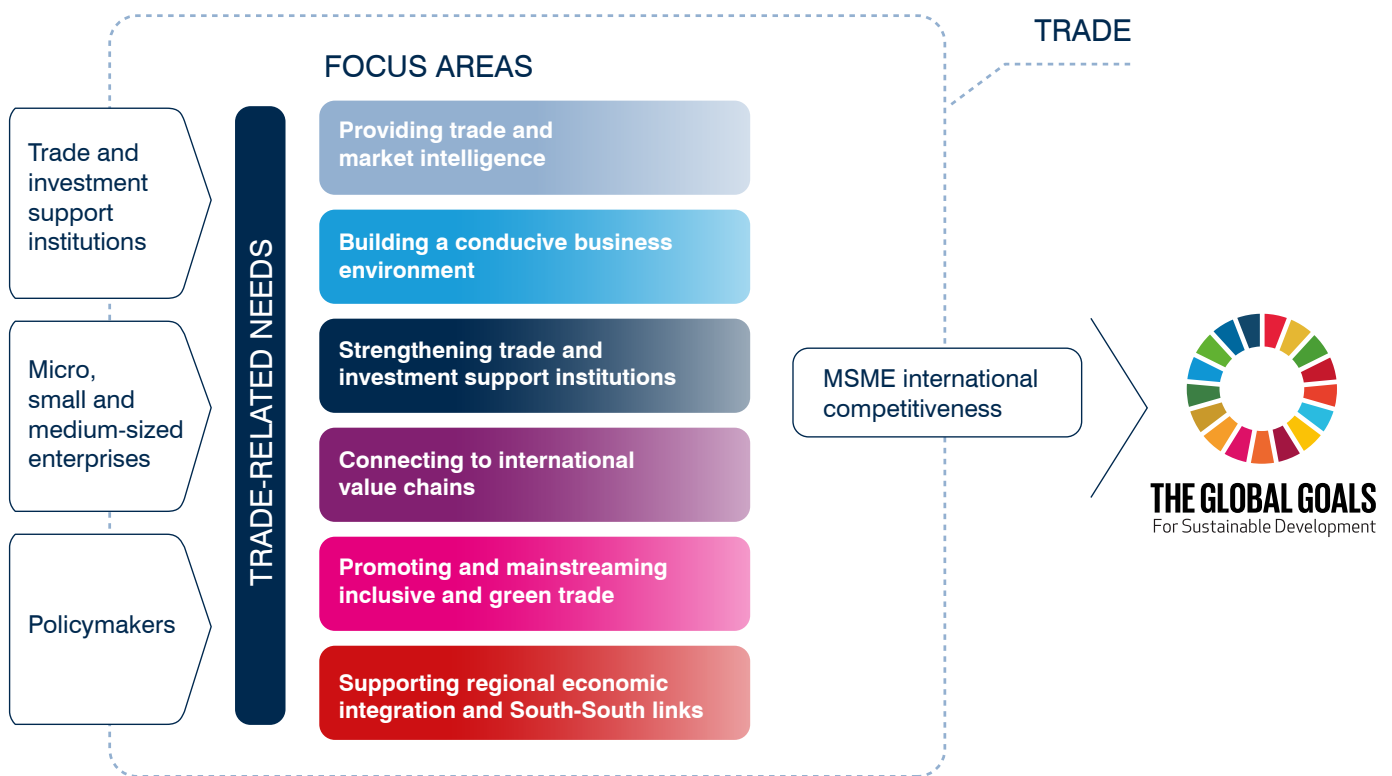 TRADE
FOCUS AREAS
Trade and
investment
support
institutions
Micro,
small and
medium-sized
enterprises
Policymakers
TRADE-RELATED NEEDS
Providing trade and
market intelligence
Building a conducive business
environment
Strengthening trade and
investment support institutions
Connecting to international
value chains
Promoting and mainstreaming
inclusive and green trade
Supporting regional economic
integration and South-South links
MSME international
competitiveness
THE GLOBAL GOALS
For Sustainable Development